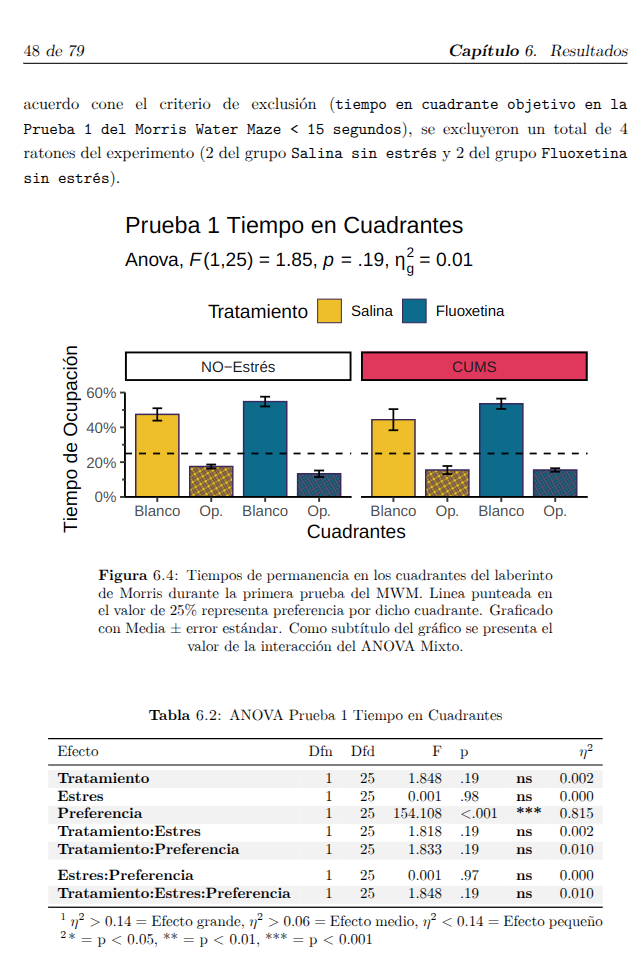 48 de 79 Capítulo 6. Resultados
acuerdo cone el criterio de exclusión (tiempo en cuadrante objetivo en la
Prueba 1 del Morris Water Maze < 15 segundos), se excluyeron un total de 4
ratones del experimento (2 del grupo Salina sin estrés y 2 del grupo Fluoxetina
sin estrés).
Prueba 1 Tiempo en Cuadrantes
Anova, F(1,25) = 1.85, p = .19, η²g = 0.01
Tratamiento Salina Fluoxetina
NO−Estrés CUMS
Tiempo de Ocupación
60%
40%
20%
0%
Blanco Op. Blanco Op. Blanco Op. Blanco Op.
Cuadrantes
Figura 6.4: Tiempos de permanencia en los cuadrantes del laberinto
de Morris durante la primera prueba del MWM. Linea punteada en
el valor de 25% representa preferencia por dicho cuadrante. Graficado
con Media ± error estándar. Como subtítulo del gráfico se presenta el
valor de la interacción del ANOVA Mixto.
Tabla 6.2: ANOVA Prueba 1 Tiempo en Cuadrantes
Efecto Dfn Dfd F p η²
Tratamiento 1 25 1.848 .19 ns 0.002
Estres 1 25 0.001 .98 ns 0.000
Preferencia 1 25 154.108 <.001 *** 0.815
Tratamiento:Estres 1 25 1.818 .19 ns 0.002
Tratamiento:Preferencia 1 25 1.833 .19 ns 0.010
Estres:Preferencia 1 25 0.001 .97 ns 0.000
Tratamiento:Estres:Preferencia 1 25 1.848 .19 ns 0.010
¹ η² > 0.14 = Efecto grande, η² > 0.06 = Efecto medio, η² < 0.14 = Efecto pequeño
² * = p < 0.05, ** = p < 0.01, *** = p < 0.001